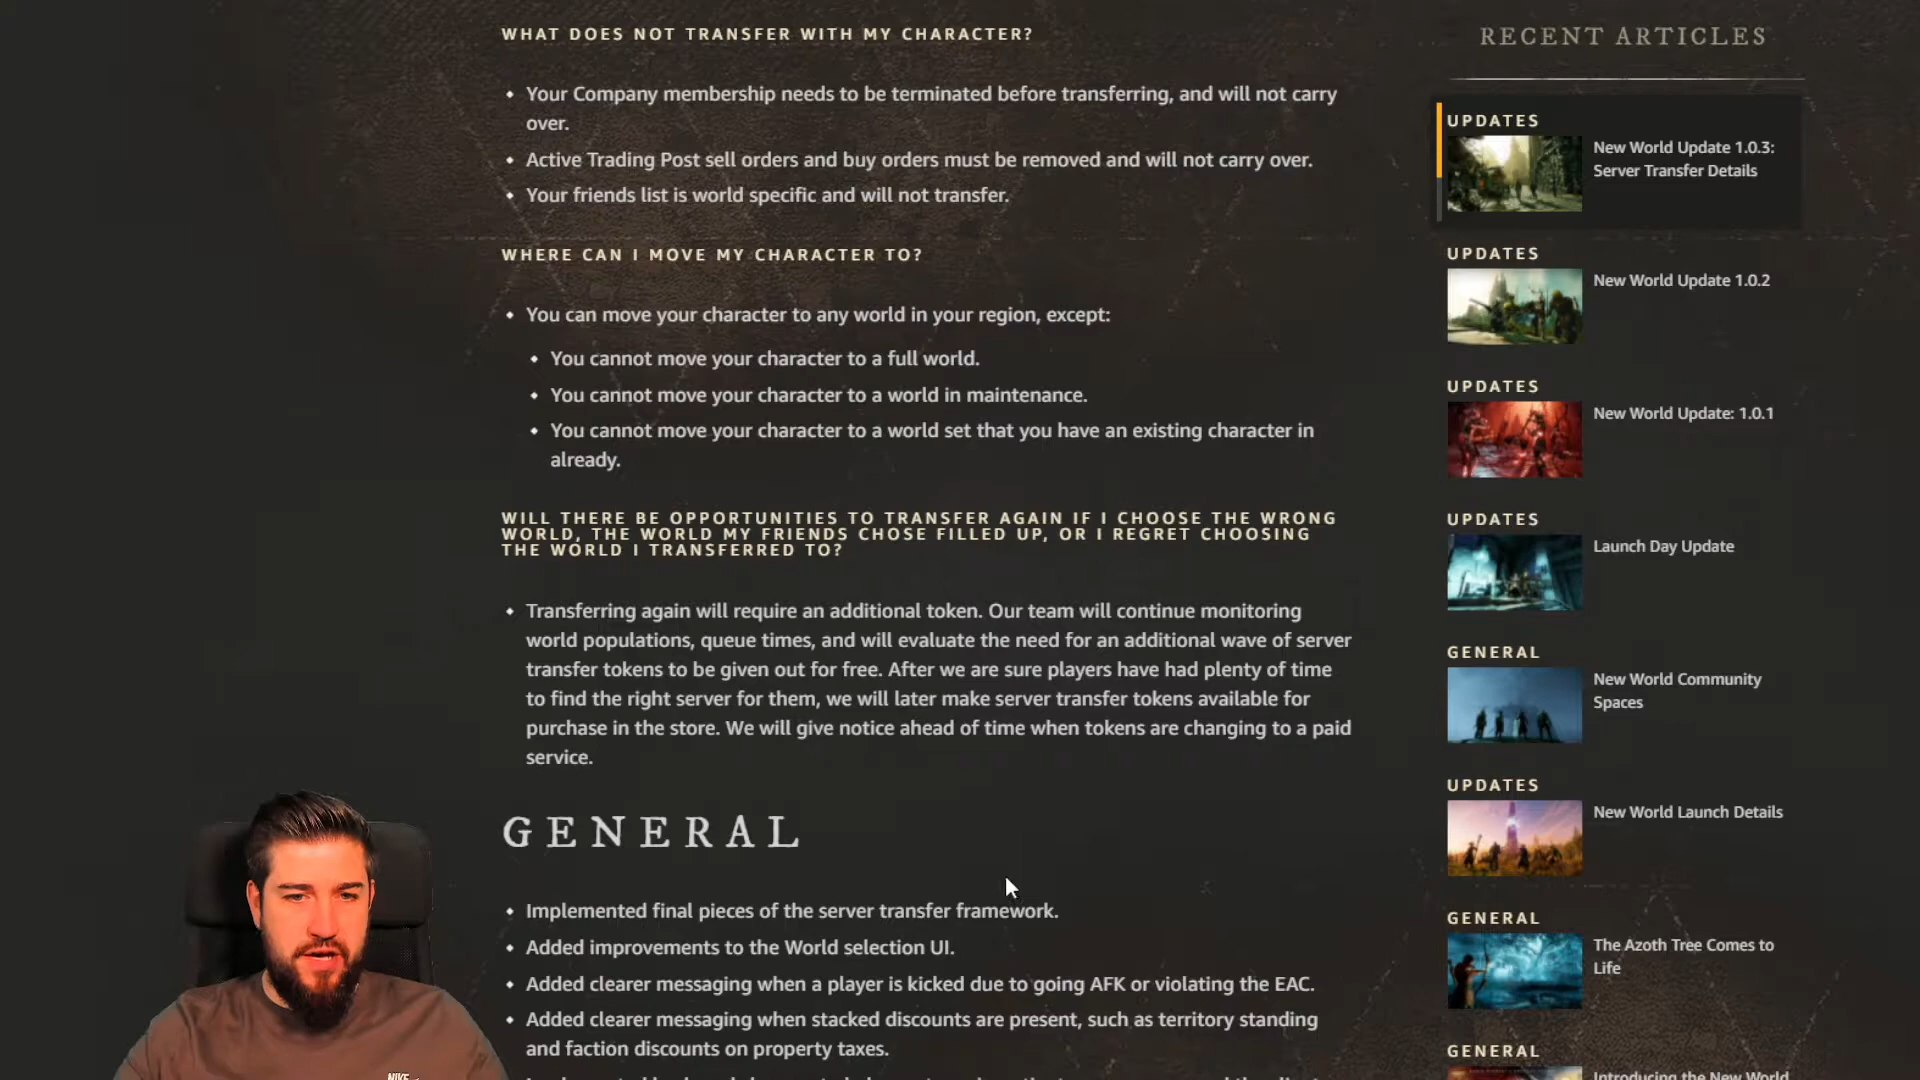 WHAT DOES NOT TRANSFER WITH MY CHARACTER?
Your Company membership needs to be terminated before transferring, and will not carry
over.
Active Trading Post sell orders and buy orders must be removed and will not carry over.
Your friends list is world specific and will not transfer.
WHERE CAN I MOVE MY CHARACTER TO?
You can move your character to any world in your region, except:
You cannot move your character to a full world.
You cannot move your character to a world in maintenance.
You cannot move your character to a world set that you have an existing character in
already.
WILL THERE BE OPPORTUNITIES TO TRANSFER AGAIN IF I CHOOSE THE WRONG
WORLD, THE WORLD MY FRIENDS CHOSE FILLED UP, OR I REGRET CHOOSING
THE WORLD I TRANSFERRED TO?
Transferring again will require an additional token. Our team will continue monitoring
world populations, queue times, and will evaluate the need for an additional wave of server
transfer tokens to be given out for free. After we are sure players have had plenty of time
to find the right server for them, we will later make server transfer tokens available for
purchase in the store. We will give notice ahead of time when tokens are changing to a paid
service.
GENERAL
Implemented final pieces of the server transfer framework.
Added improvements to the World selection UI.
Added clearer messaging when a player is kicked due to going AFK or violating the EAC.
Added clearer messaging when stacked discounts are present, such as territory standing
and faction discounts on property taxes.
NIKE
RECENT ARTICLES
UPDATES
New World Update 1.0.3:
Server Transfer Details
UPDATES
New World Update 1.0.2
UPDATES
New World Update: 1.0.1
UPDATES
Launch Day Update
GENERAL
New World Community
Spaces
UPDATES
New World Launch Details
GENERAL
The Azoth Tree Comes to
Life
GENERAL
Introducing the New World